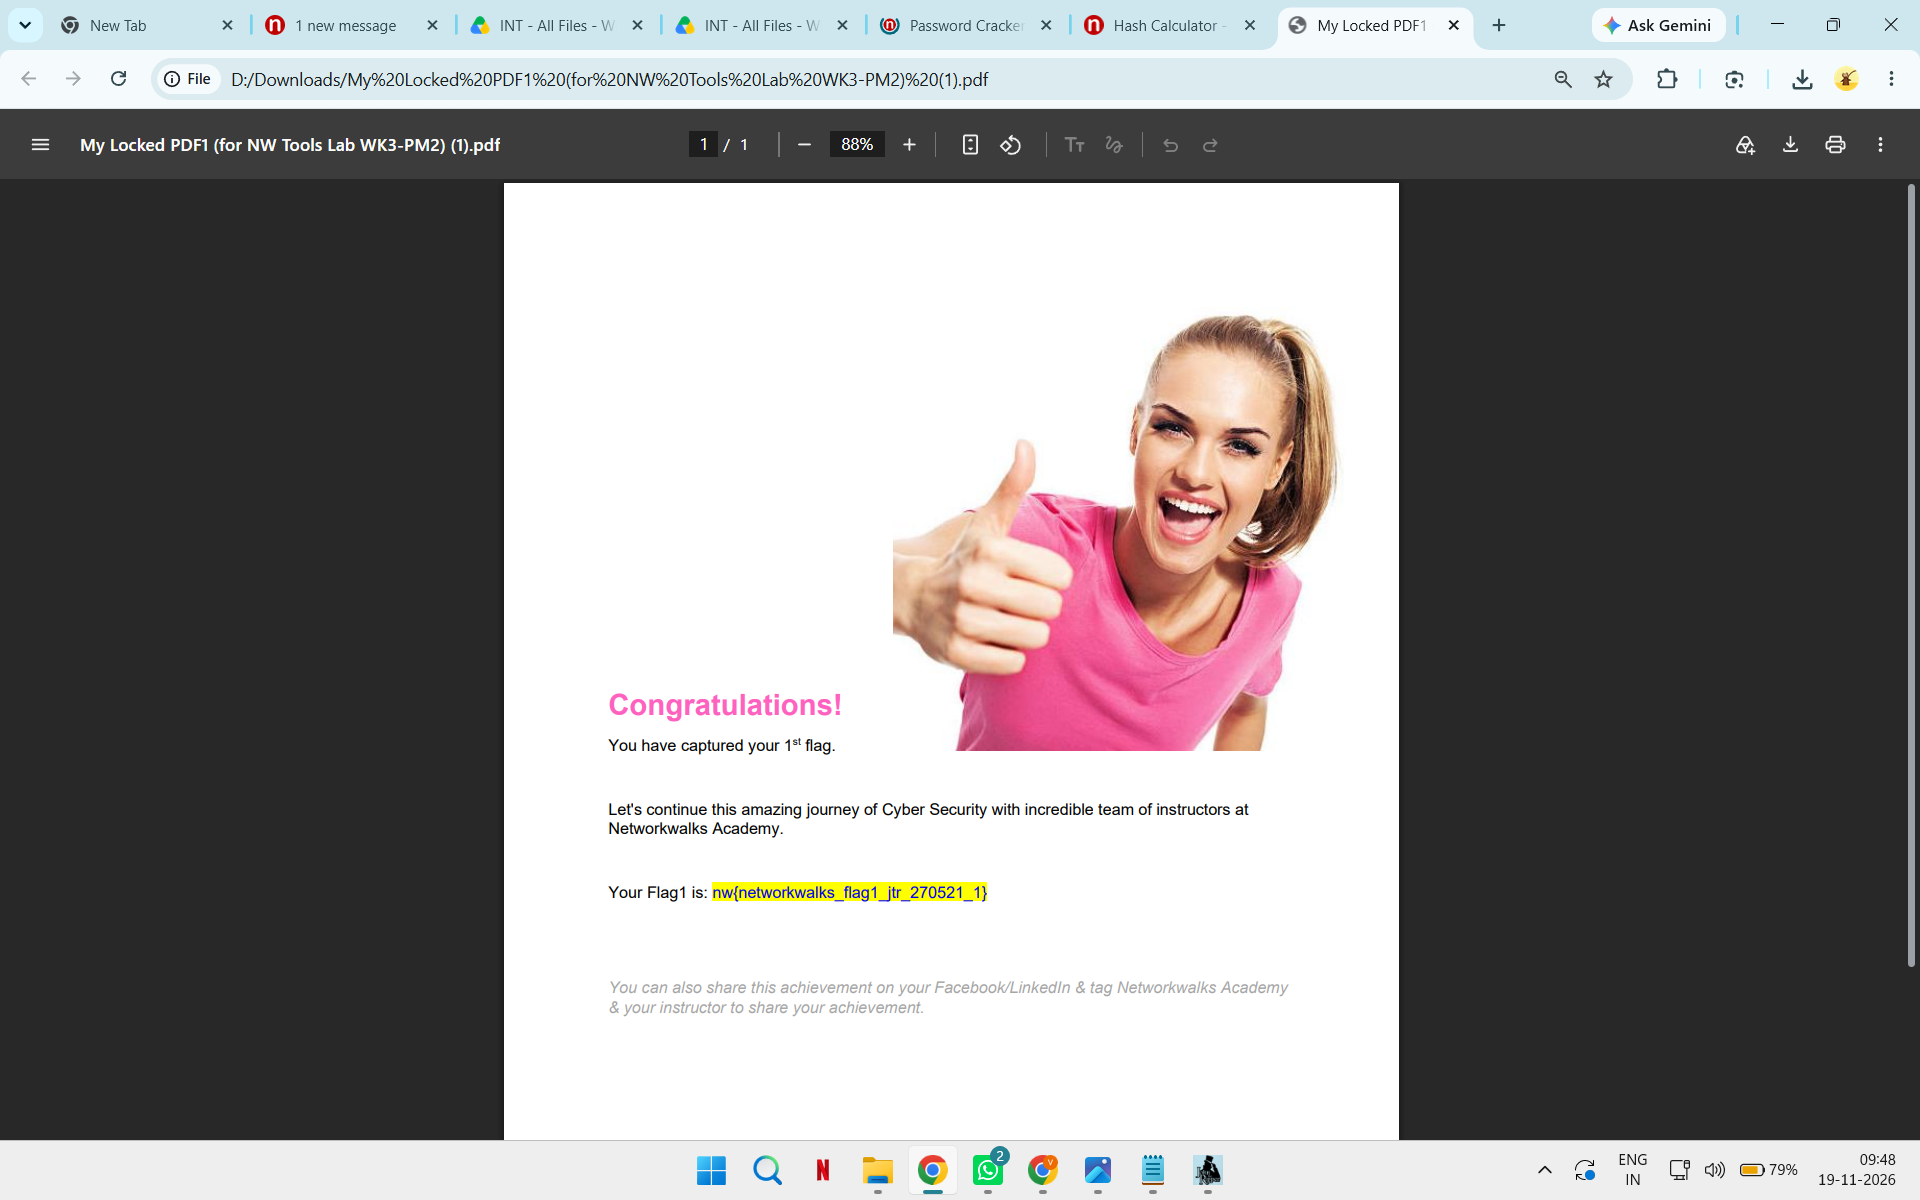 New Tab
1 new message
INT - All Files - W
INT - All Files - W
Password Cracker
Hash Calculator -
My Locked PDF1
Ask Gemini
File
D:/Downloads/My%20Locked%20PDF1%20(for%20NW%20Tools%20Lab%20WK3-PM2)%20(1).pdf
My Locked PDF1 (for NW Tools Lab WK3-PM2) (1).pdf
1 / 1
88%
Congratulations!
You have captured your 1st flag.
Let's continue this amazing journey of Cyber Security with incredible team of instructors at
Networkwalks Academy.
Your Flag1 is: nw{networkwalks_flag1_jtr_270521_1}
You can also share this achievement on your Facebook/LinkedIn & tag Networkwalks Academy
& your instructor to share your achievement.
2
ENG
IN
79%
09:48
19-11-2026